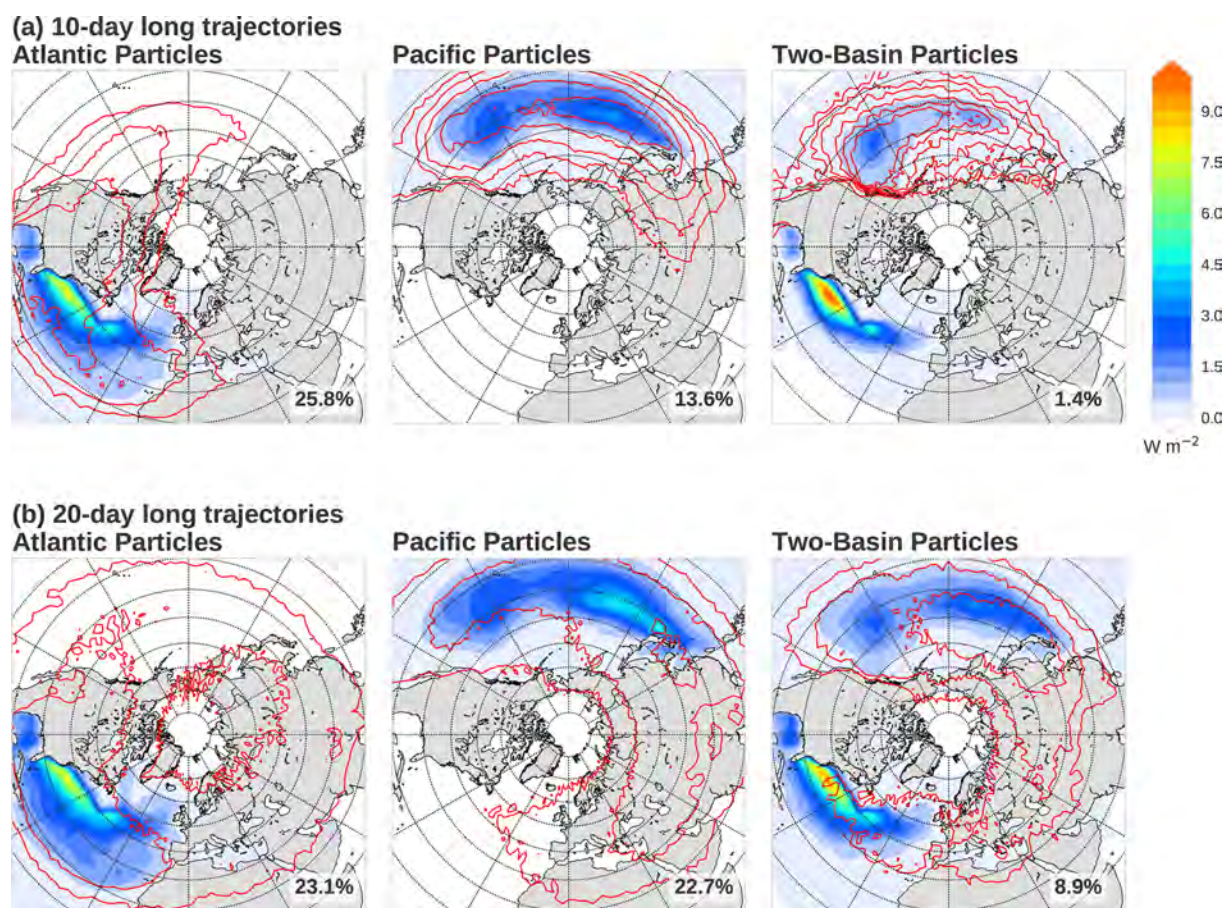 (a) 10-day long trajectories
Atlantic Particles
Pacific Particles
Two-Basin Particles
25.8%
13.6%
1.4%
9.0
7.5
6.0
4.5
3.0
1.5
0.0
W m⁻²
(b) 20-day long trajectories
Atlantic Particles
Pacific Particles
Two-Basin Particles
23.1%
22.7%
8.9%